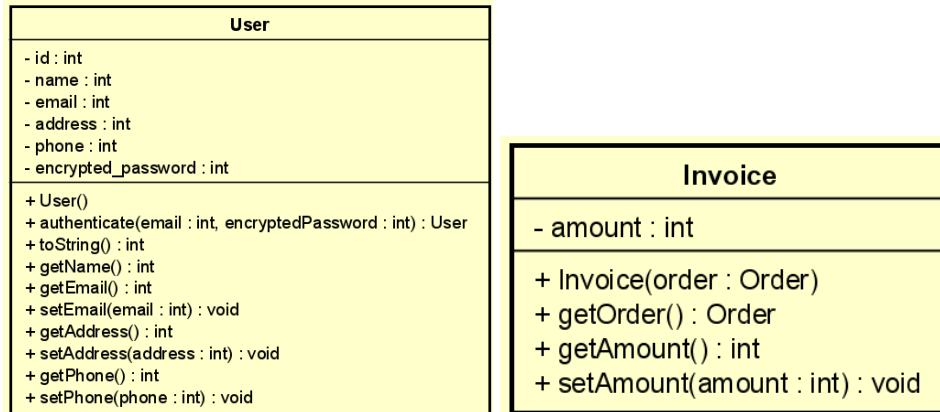 User
- id : int
- name : int
- email : int
- address : int
- phone : int
- encrypted_password : int
+ User()
+ authenticate(email : int, encryptedPassword : int) : User
+ toString() : int
+ getName() : int
+ getEmail() : int
+ setEmail(email : int) : void
+ getAddress() : int
+ setAddress(address : int) : void
+ getPhone() : int
+ setPhone(phone : int) : void
Invoice
- amount : int
+ Invoice(order : Order)
+ getOrder() : Order
+ getAmount() : int
+ setAmount(amount : int) : void